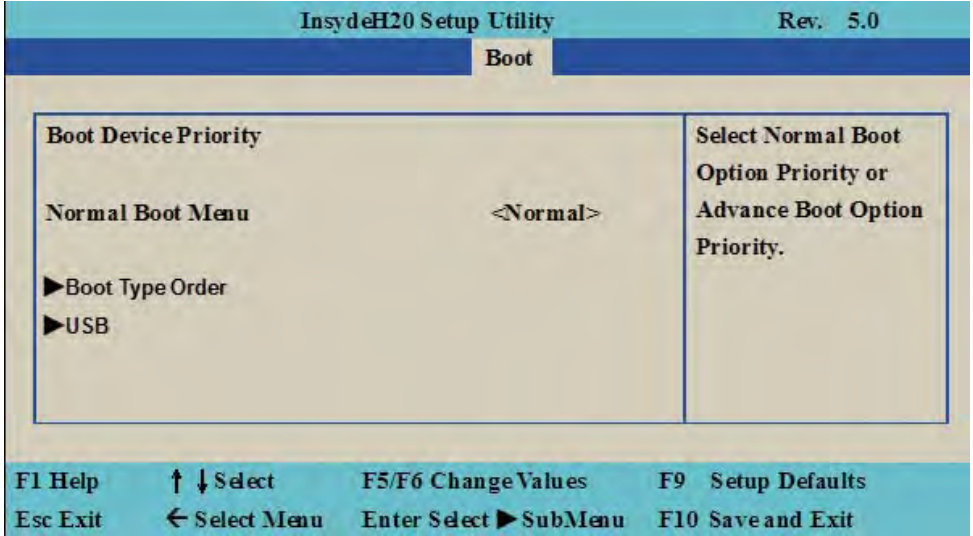 InsydeH20 Setup Utility Rev. 5.0
Boot
Boot Device Priority
Normal Boot Menu <Normal>
▶Boot Type Order
▶USB
Select Normal Boot
Option Priority or
Advance Boot Option
Priority.
F1 Help ↑ ↓ Select F5/F6 Change Values F9 Setup Defaults
Esc Exit ← Select Menu Enter Select ▶ SubMenu F10 Save and Exit